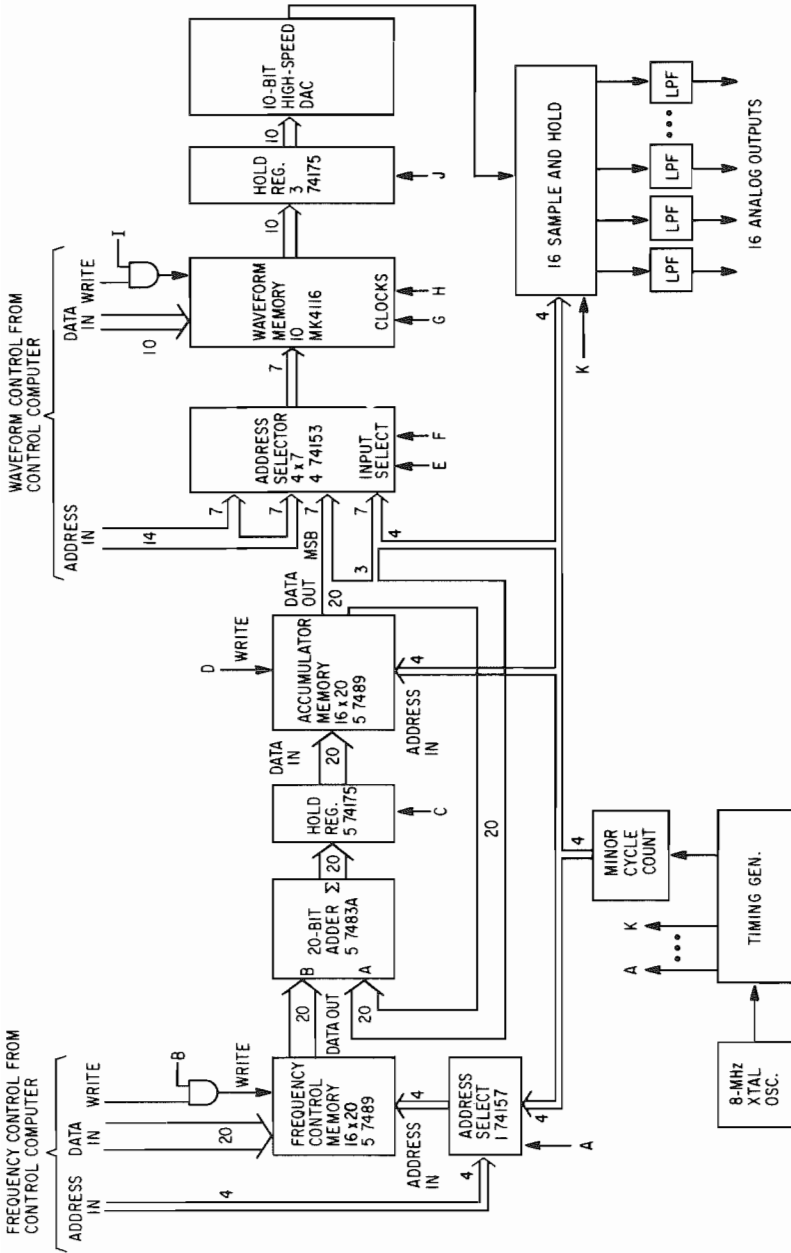 FREQUENCY CONTROL FROM
CONTROL COMPUTER
ADDRESS
IN
DATA
IN
WRITE
4
20
B
WRITE
FREQUENCY
CONTROL
MEMORY
16 x 20
5 7489
ADDRESS
IN
4
4
ADDRESS
SELECT
1 74157
4
A
20
DATA OUT
B
A
20
20-BIT
ADDER Σ
5 7483A
20
HOLD
REG.
5 74175
C
DATA
IN
20
ADDRESS
IN
D
WRITE
ACCUMULATOR
MEMORY
16 x 20
5 7489
4
20
DATA
OUT
20
MSB
3
4
WAVEFORM CONTROL FROM
CONTROL COMPUTER
ADDRESS
IN
14
7
7
7
7
ADDRESS
SELECTOR
4 x 7
4 74153
INPUT
SELECT
E
F
7
DATA
IN
WRITE
10
I
WAVEFORM
MEMORY
10
MK4116
CLOCKS
G
H
10
HOLD
REG.
3
74175
J
10
10-BIT
HIGH-SPEED
DAC
8-MHz
XTAL
OSC.
TIMING GEN.
A ••• K
MINOR
CYCLE
COUNT
4
4
K
16 SAMPLE AND HOLD
LPF
LPF
LPF
•••
LPF
16 ANALOG OUTPUTS